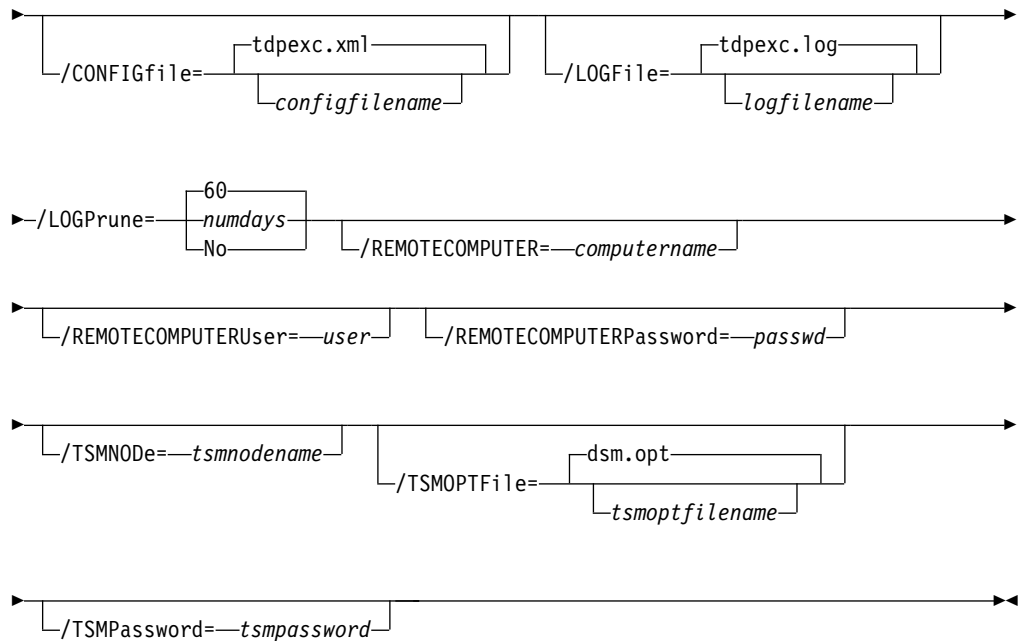 tdpexc.xml tdpexc.log
/CONFIGfile= /LOGFile=
configfilename logfilename
60
/LOGPrune= numdays
No /REMOTECOMPUTER= computername
/REMOTECOMPUTERUser= user /REMOTECOMPUTERPassword= passwd
dsm.opt
/TSMNODe= tsmnodename /TSMOPTFile=
tsmoptfilename
/TSMPassword= tsmpassword